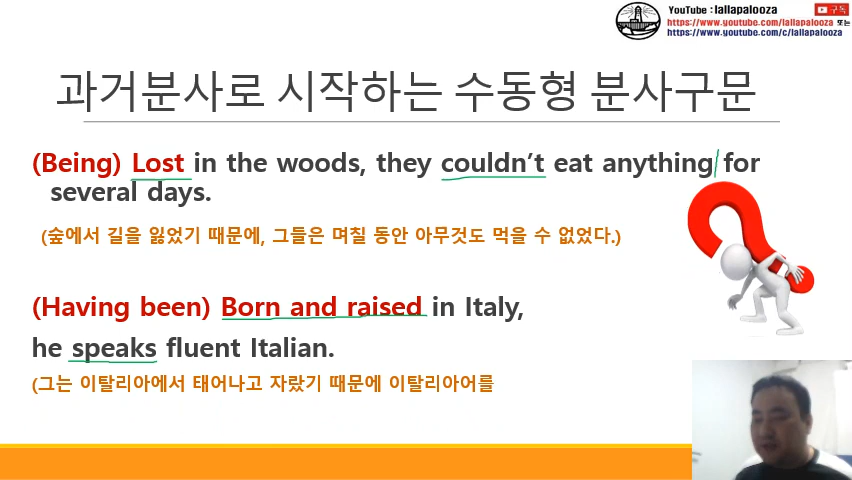 YouTube : lallapalooza
구독
https://www.youtube.com/lallapalooza 또는
https://www.youtube.com/c/lallapalooza
과거분사로 시작하는 수동형 분사구문
(Being) Lost in the woods, they couldn't eat anything for
several days.
(숲에서 길을 잃었기 때문에, 그들은 며칠 동안 아무것도 먹을 수 없었다.)
(Having been) Born and raised in Italy,
he speaks fluent Italian.
(그는 이탈리아에서 태어나고 자랐기 때문에 이탈리아어를